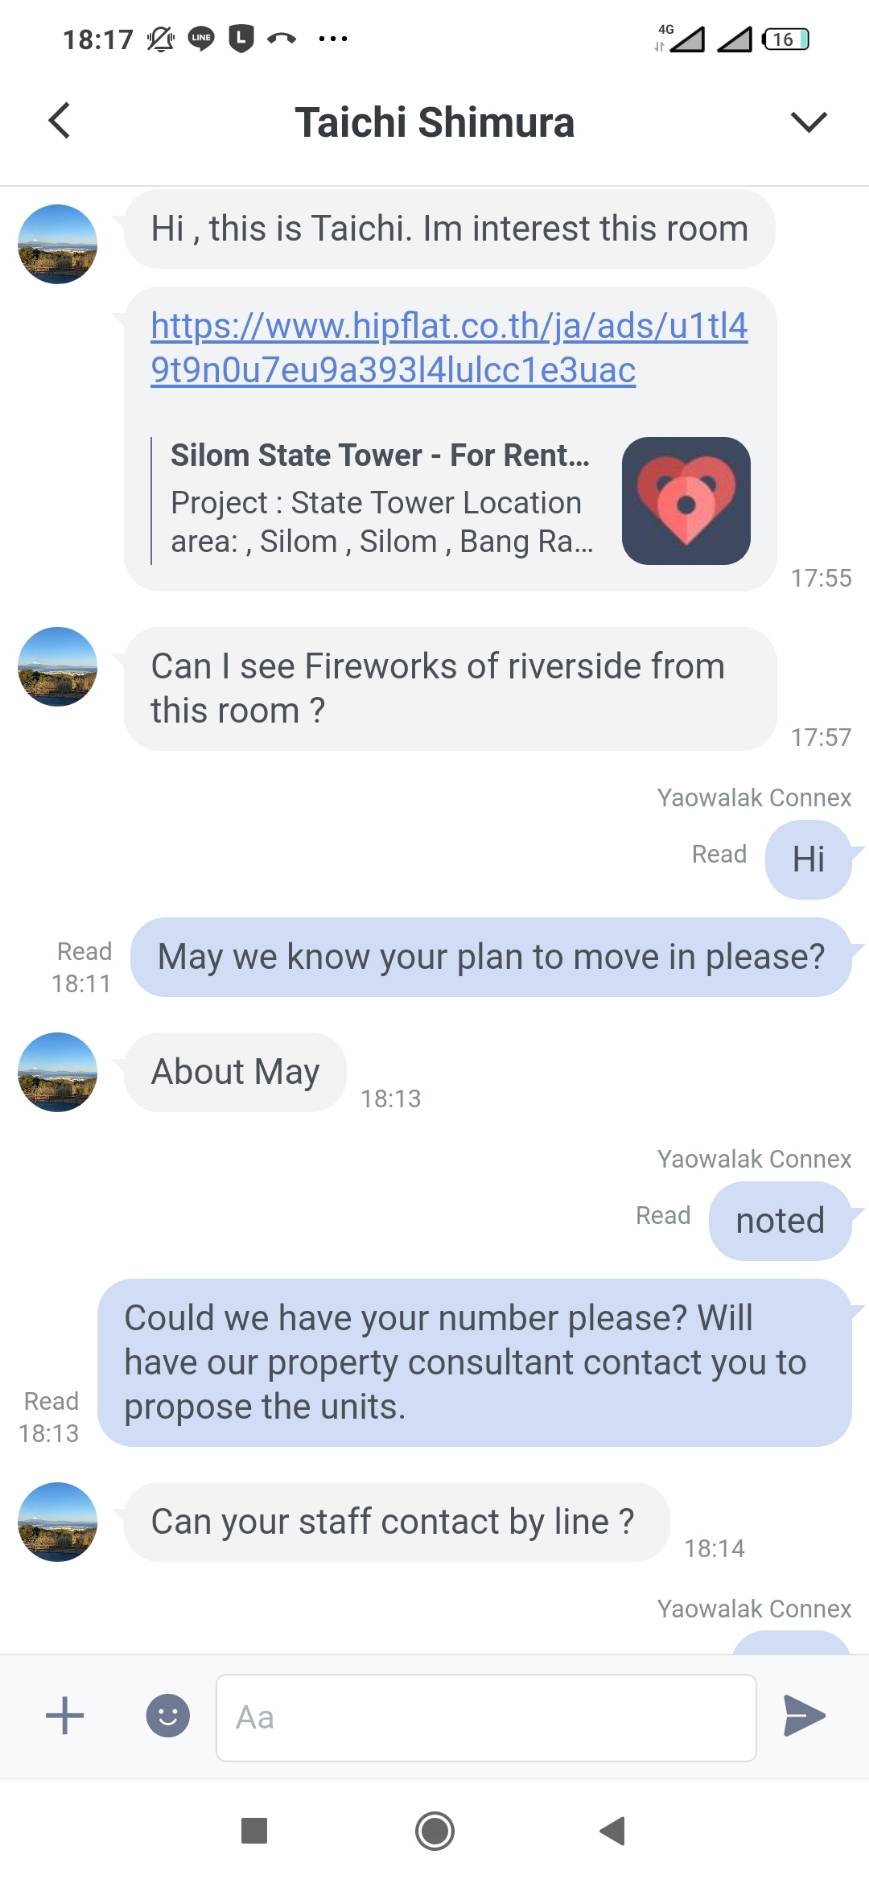 18:17 LINE L ... 4G 16
Taichi Shimura
Hi , this is Taichi. Im interest this room
https://www.hipflat.co.th/ja/ads/u1tl4
9t9n0u7eu9a393l4lulcc1e3uac
Silom State Tower - For Rent...
Project : State Tower Location
area: , Silom , Silom , Bang Ra...
17:55
Can I see Fireworks of riverside from
this room ?
17:57
Yaowalak Connex
Read Hi
Read May we know your plan to move in please?
18:11
About May
18:13
Yaowalak Connex
Read noted
Could we have your number please? Will
have our property consultant contact you to
Read propose the units.
18:13
Can your staff contact by line ?
18:14
Yaowalak Connex
Aa